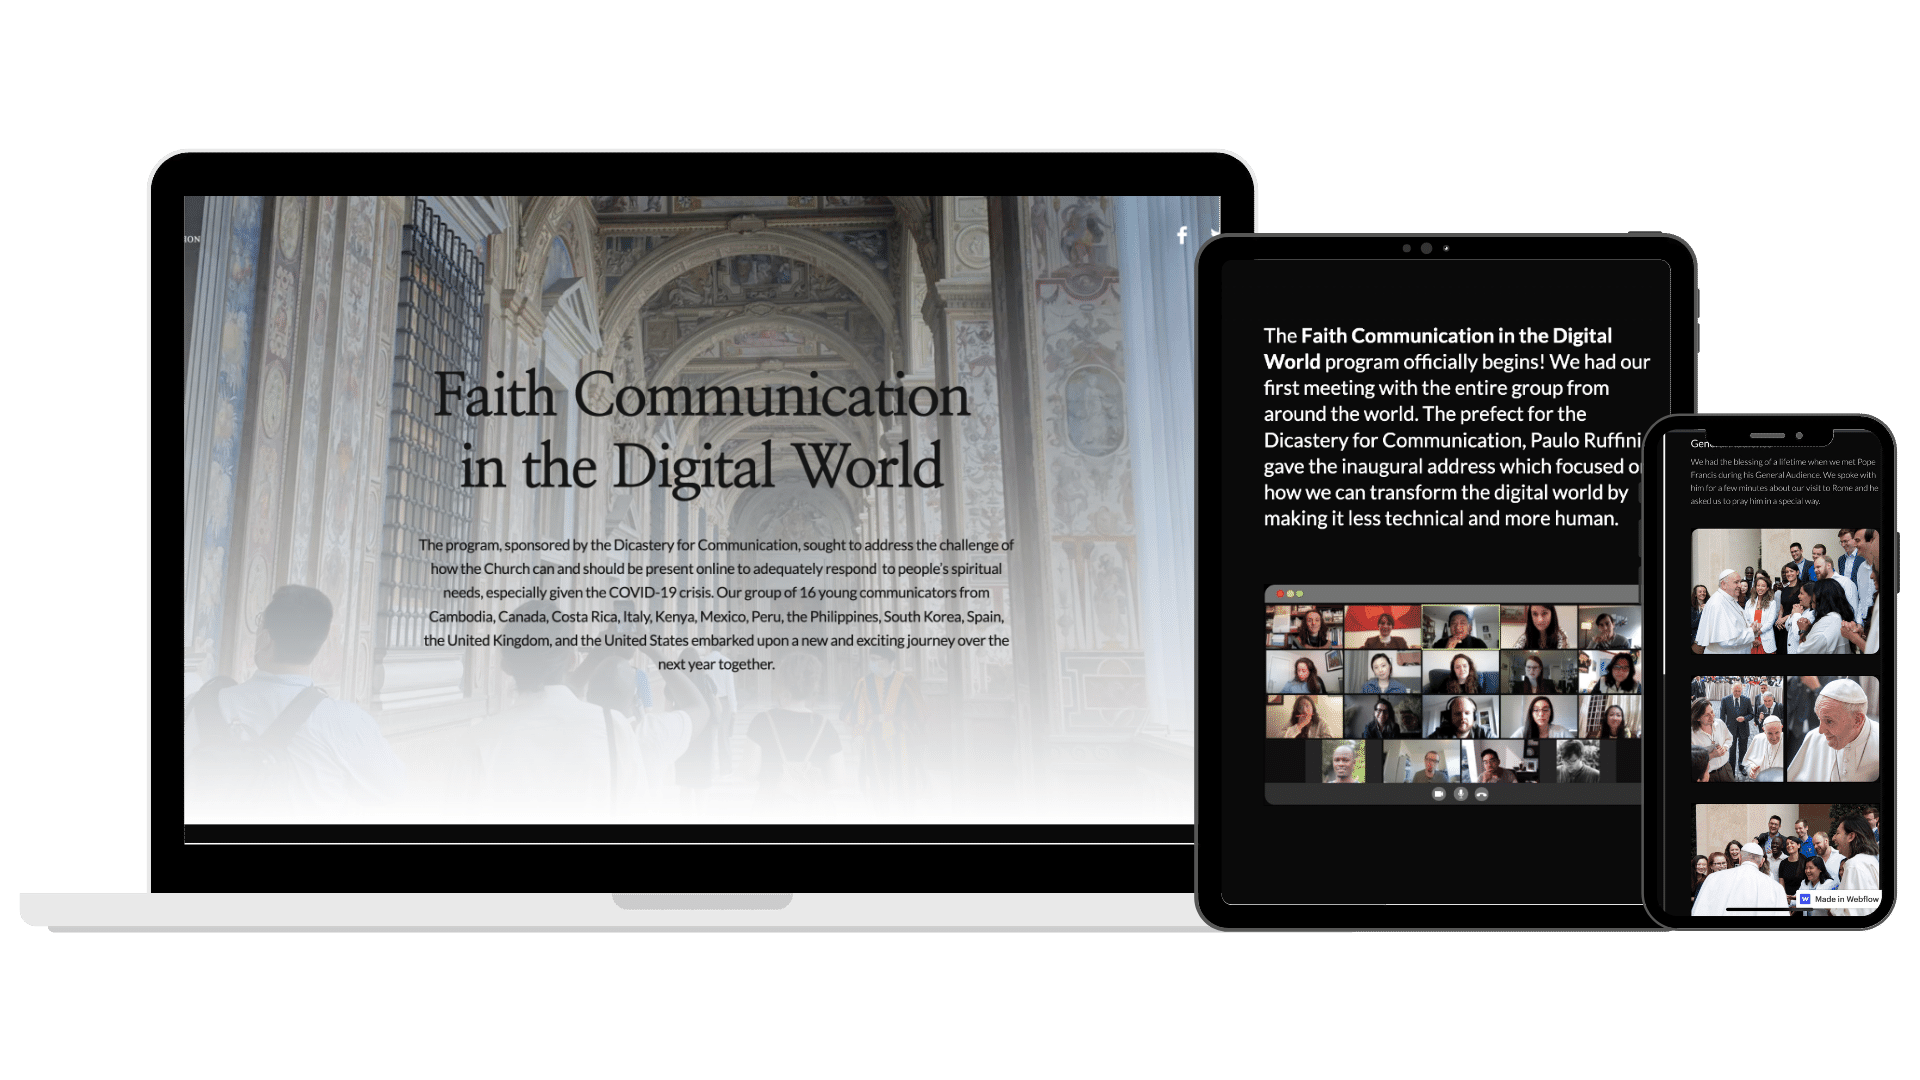 ION
Faith Communication
in the Digital World
The program, sponsored by the Dicastery for Communication, sought to address the challenge of
how the Church can and should be present online to adequately respond to people's spiritual
needs, especially given the COVID-19 crisis. Our group of 16 young communicators from
Cambodia, Canada, Costa Rica, Italy, Kenya, Mexico, Peru, the Philippines, South Korea, Spain,
the United Kingdom, and the United States embarked upon a new and exciting journey over the
next year together.
The Faith Communication in the Digital
World program officially begins! We had our
first meeting with the entire group from
around the world. The prefect for the
Dicastery for Communication, Paulo Ruffini
gave the inaugural address which focused
how we can transform the digital world by
making it less technical and more human.
We had the blessing of a lifetime when we met Pope
Francis during his General Audience. We spoke with
him for a few minutes about our visit to Rome and he
asked us to pray him in a special way.
Made in Webflow